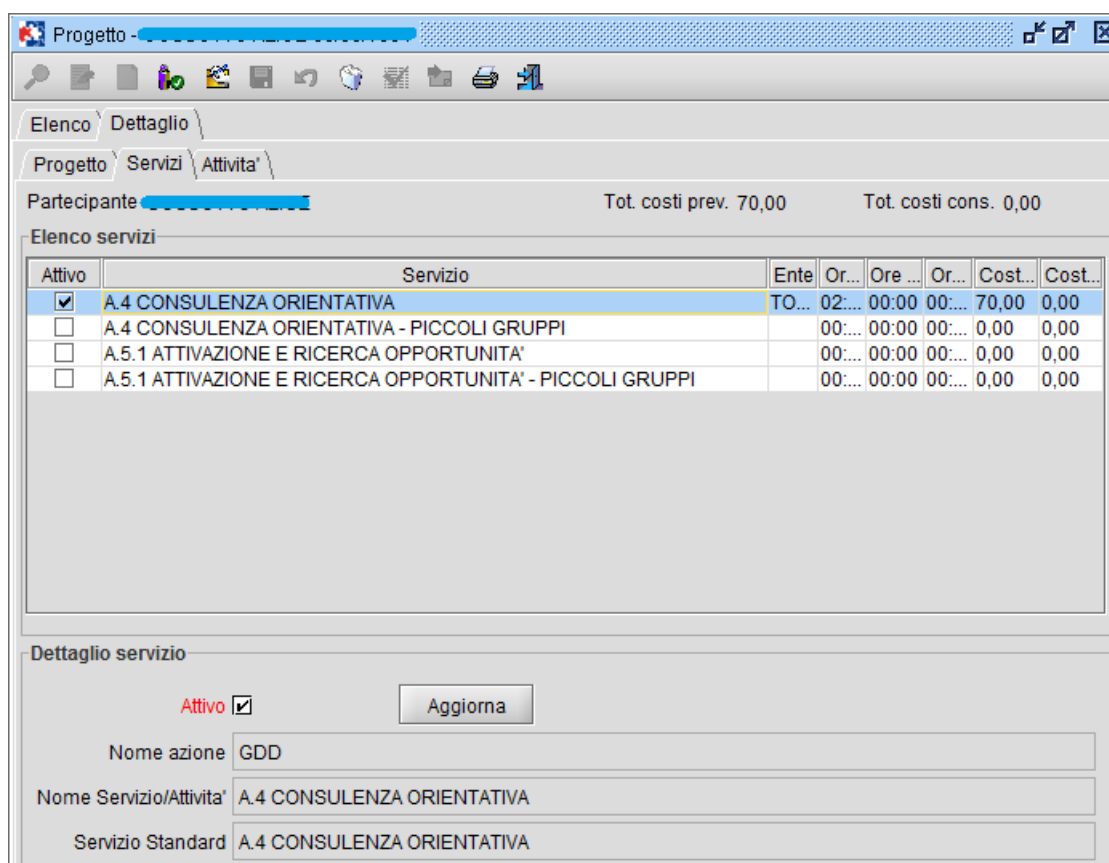 Progetto -
Elenco Dettaglio
Progetto Servizi Attivita'
Partecipante Tot. costi prev. 70,00 Tot. costi cons. 0,00
Elenco servizi
Attivo Servizio Ente Or... Ore ... Or... Cost... Cost...
A.4 CONSULENZA ORIENTATIVA TO... 02:... 00:00 00:... 70,00 0,00
A.4 CONSULENZA ORIENTATIVA - PICCOLI GRUPPI 00:... 00:00 00:... 0,00 0,00
A.5.1 ATTIVAZIONE E RICERCA OPPORTUNITA' 00:... 00:00 00:... 0,00 0,00
A.5.1 ATTIVAZIONE E RICERCA OPPORTUNITA' - PICCOLI GRUPPI 00:... 00:00 00:... 0,00 0,00
Dettaglio servizio
Attivo Aggiorna
Nome azione GDD
Nome Servizio/Attivita' A.4 CONSULENZA ORIENTATIVA
Servizio Standard A.4 CONSULENZA ORIENTATIVA